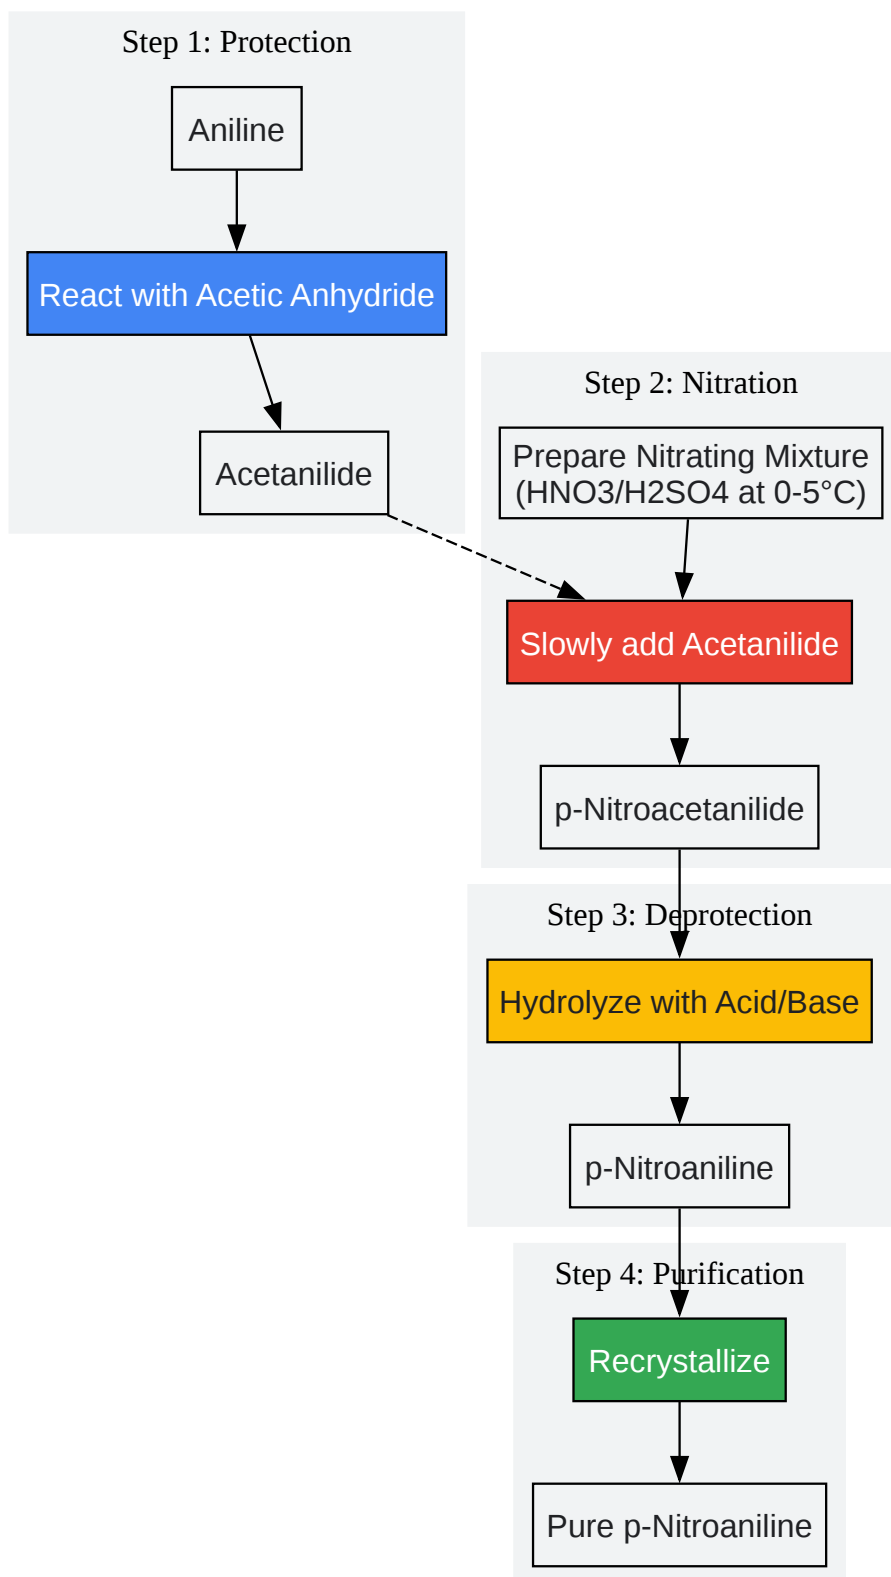 Step 1: Protection
Aniline
React with Acetic Anhydride
Acetanilide
Step 2: Nitration
Prepare Nitrating Mixture
(HNO3/H2SO4 at 0-5°C)
Slowly add Acetanilide
p-Nitroacetanilide
Step 3: Deprotection
Hydrolyze with Acid/Base
p-Nitroaniline
Step 4: Purification
Recrystallize
Pure p-Nitroaniline